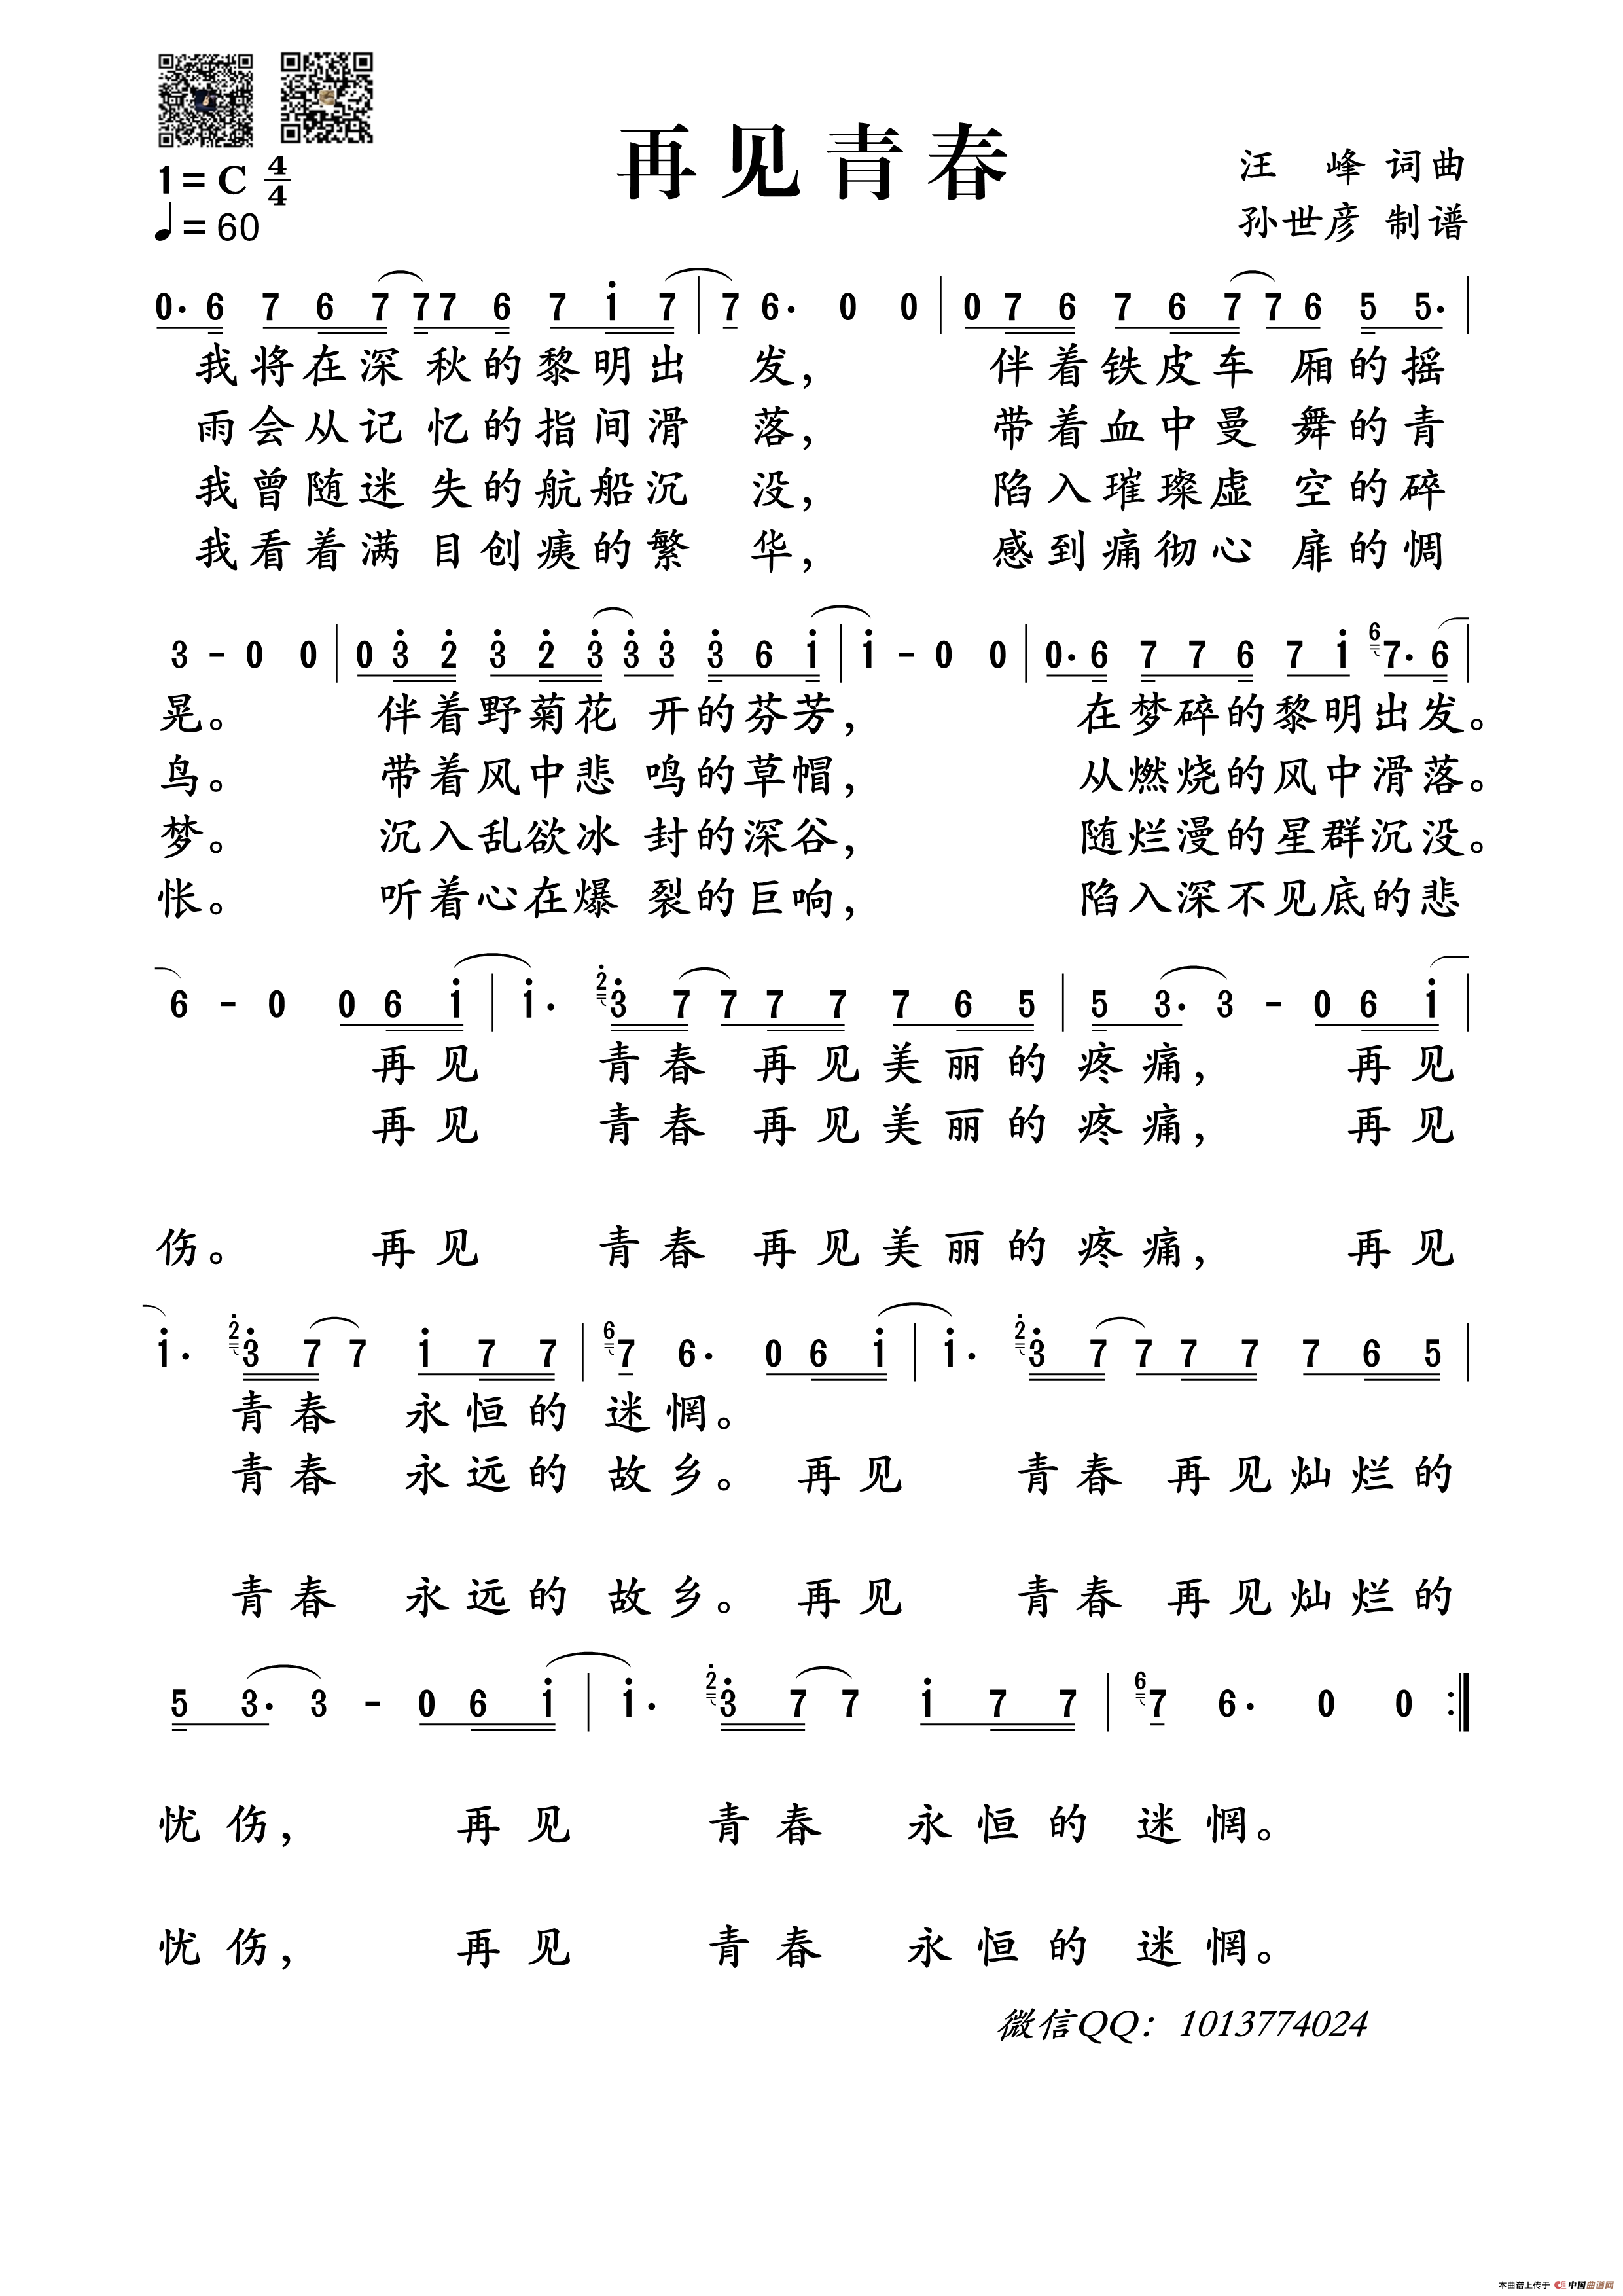 再见青春
1=C 4/4
♩=60
汪 峰 词曲
孙世彦 制谱
0· 6 7 6 7 7 7 6 7 i 7 | 7 6· 0 0 | 0 7 6 7 6 7 7 6 5 5· |
我将在深秋的黎明出发, 伴着铁皮车厢的摇
雨会从记忆的指间滑落, 带着血中曼舞的青
我曾随迷失的航船沉没, 陷入璀璨虚空的碎
我看着满目创痍的繁华, 感到痛彻心扉的惆
3 - 0 0 | 0 3 2 3 2 3 3 3 3 6 i | i - 0 0 | 0· 6 7 7 6 7 i 6 7· 6 |
晃。 伴着野菊花开的芬芳, 在梦碎的黎明出发。
鸟。 带着风中悲鸣的草帽, 从燃烧的风中滑落。
梦。 沉入乱欲冰封的深谷, 随烂漫的星群沉没。
怅。 听着心在爆裂的巨响, 陷入深不见底的悲
6 - 0 0 6 i | i· 2 3 7 7 7 7 7 6 5 | 5 3· 3 - 0 6 i |
再见 青春再见美丽的疼痛, 再见
再见 青春再见美丽的疼痛, 再见
伤。 再见 青春再见美丽的疼痛, 再见
i· 2 3 7 7 i 7 7 | 6 7 6· 0 6 i | i· 2 3 7 7 7 7 7 6 5 |
青春 永恒的迷惘。
青春 永远的故乡。再见 青春再见灿烂的
青春 永远的故乡。再见 青春再见灿烂的
5 3· 3 - 0 6 i | i· 2 3 7 7 i 7 7 | 6 7 6· 0 0 :|
忧伤, 再见 青春 永恒的迷惘。
忧伤, 再见 青春 永恒的迷惘。
微信QQ：1013774024
本曲谱上传于 中国曲谱网